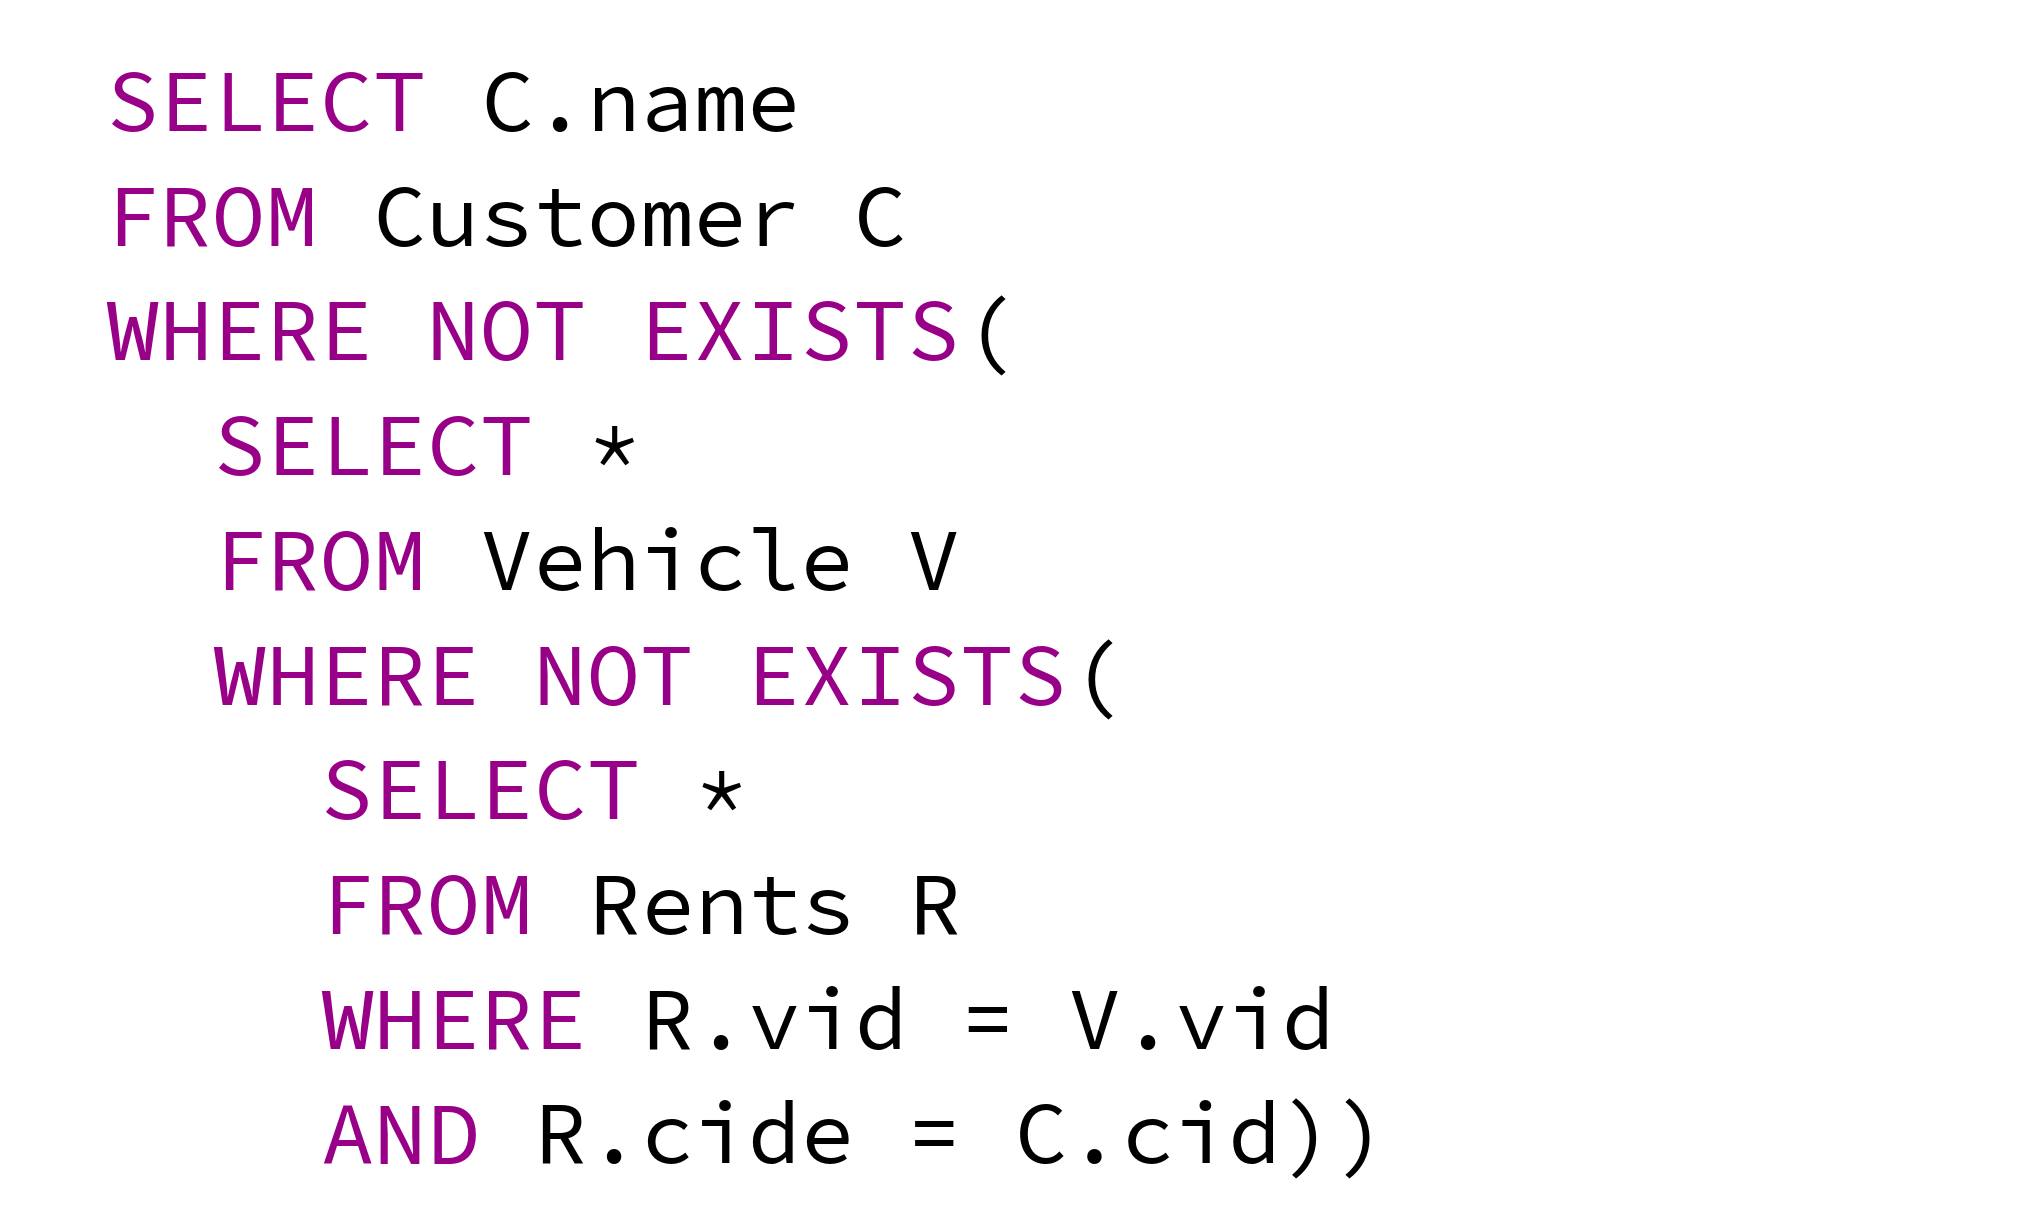 SELECT C.name
FROM Customer C
WHERE NOT EXISTS(
SELECT *
FROM Vehicle V
WHERE NOT EXISTS(
SELECT *
FROM Rents R
WHERE R.vid = V.vid
AND R.cide = C.cid))